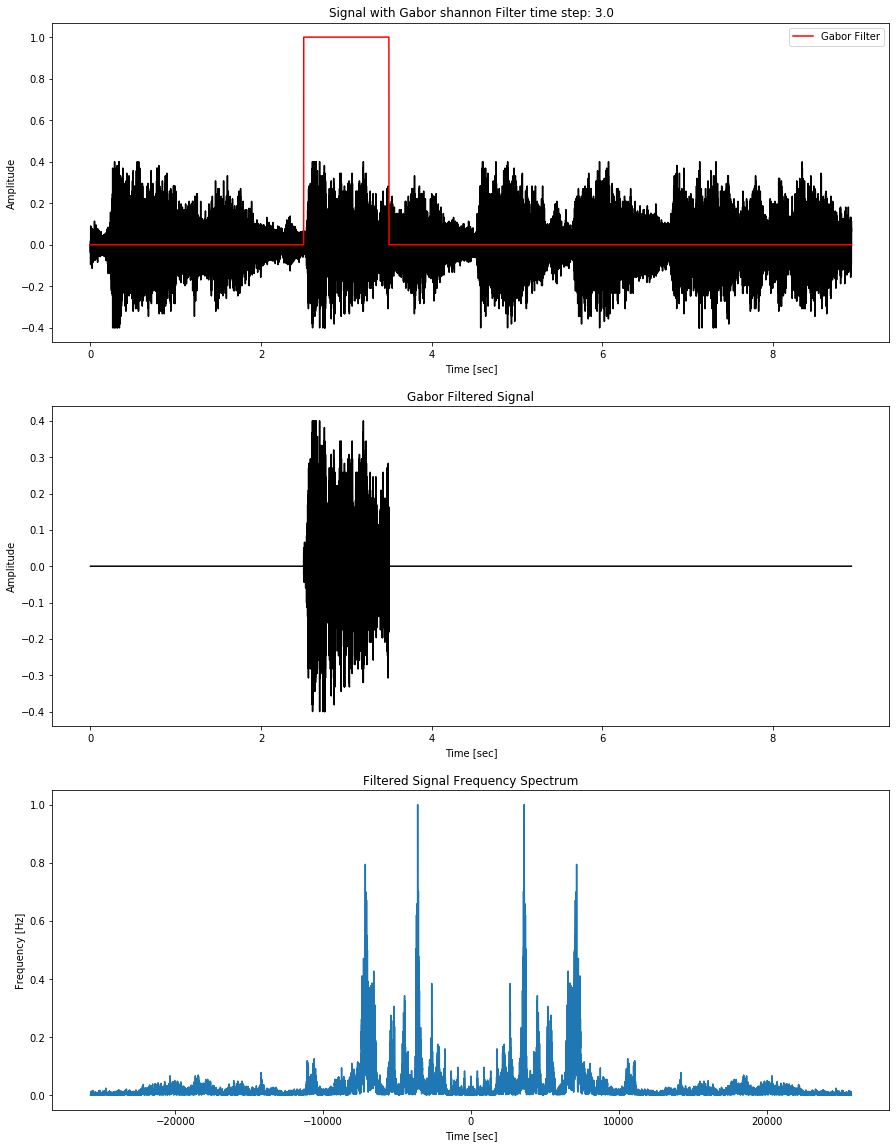 Signal with Gabor shannon Filter time step: 3.0
Gabor Filter
1.0
0.8
0.6
0.4
0.2
0.0
−0.2
−0.4
Amplitude
0 2 4 6 8
Time [sec]
Gabor Filtered Signal
0.4
0.3
0.2
0.1
0.0
−0.1
−0.2
−0.3
−0.4
Amplitude
0 2 4 6 8
Time [sec]
Filtered Signal Frequency Spectrum
1.0
0.8
0.6
0.4
0.2
0.0
Frequency [Hz]
−20000 −10000 0 10000 20000
Time [sec]